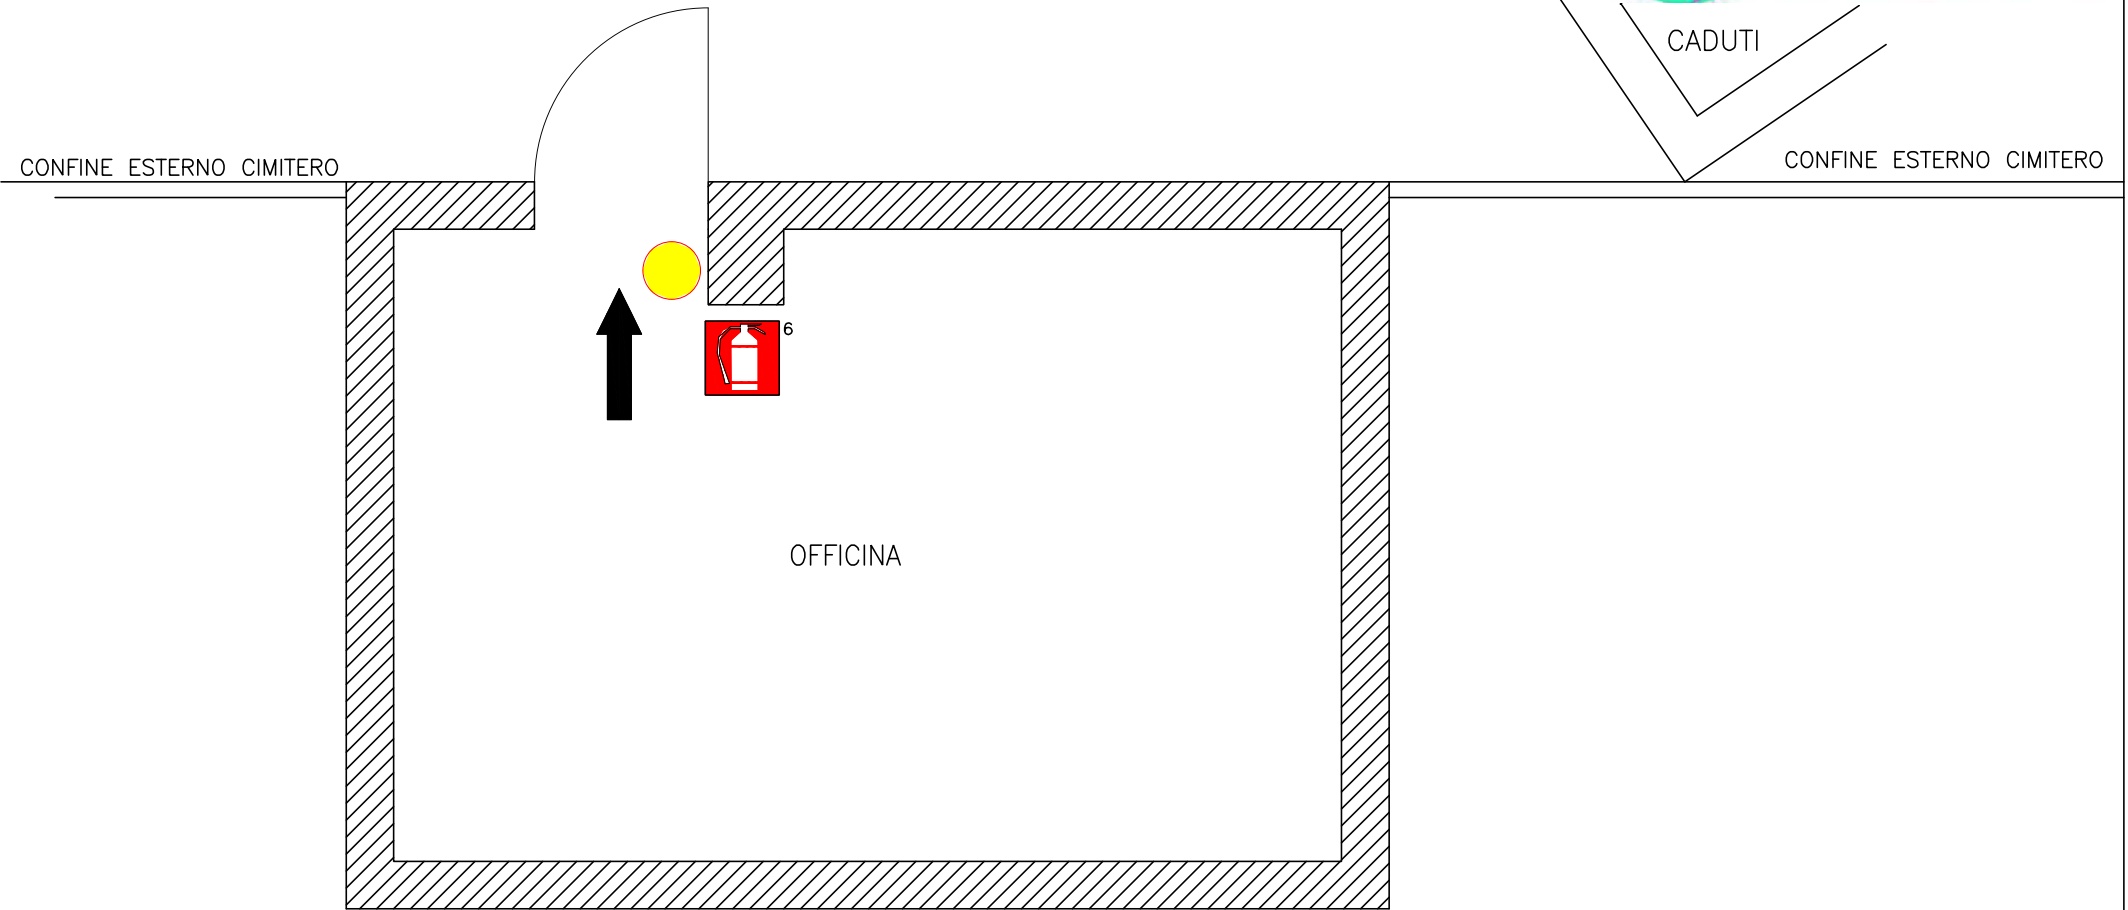 CADUTI
CONFINE ESTERNO CIMITERO
CONFINE ESTERNO CIMITERO
6
OFFICINA